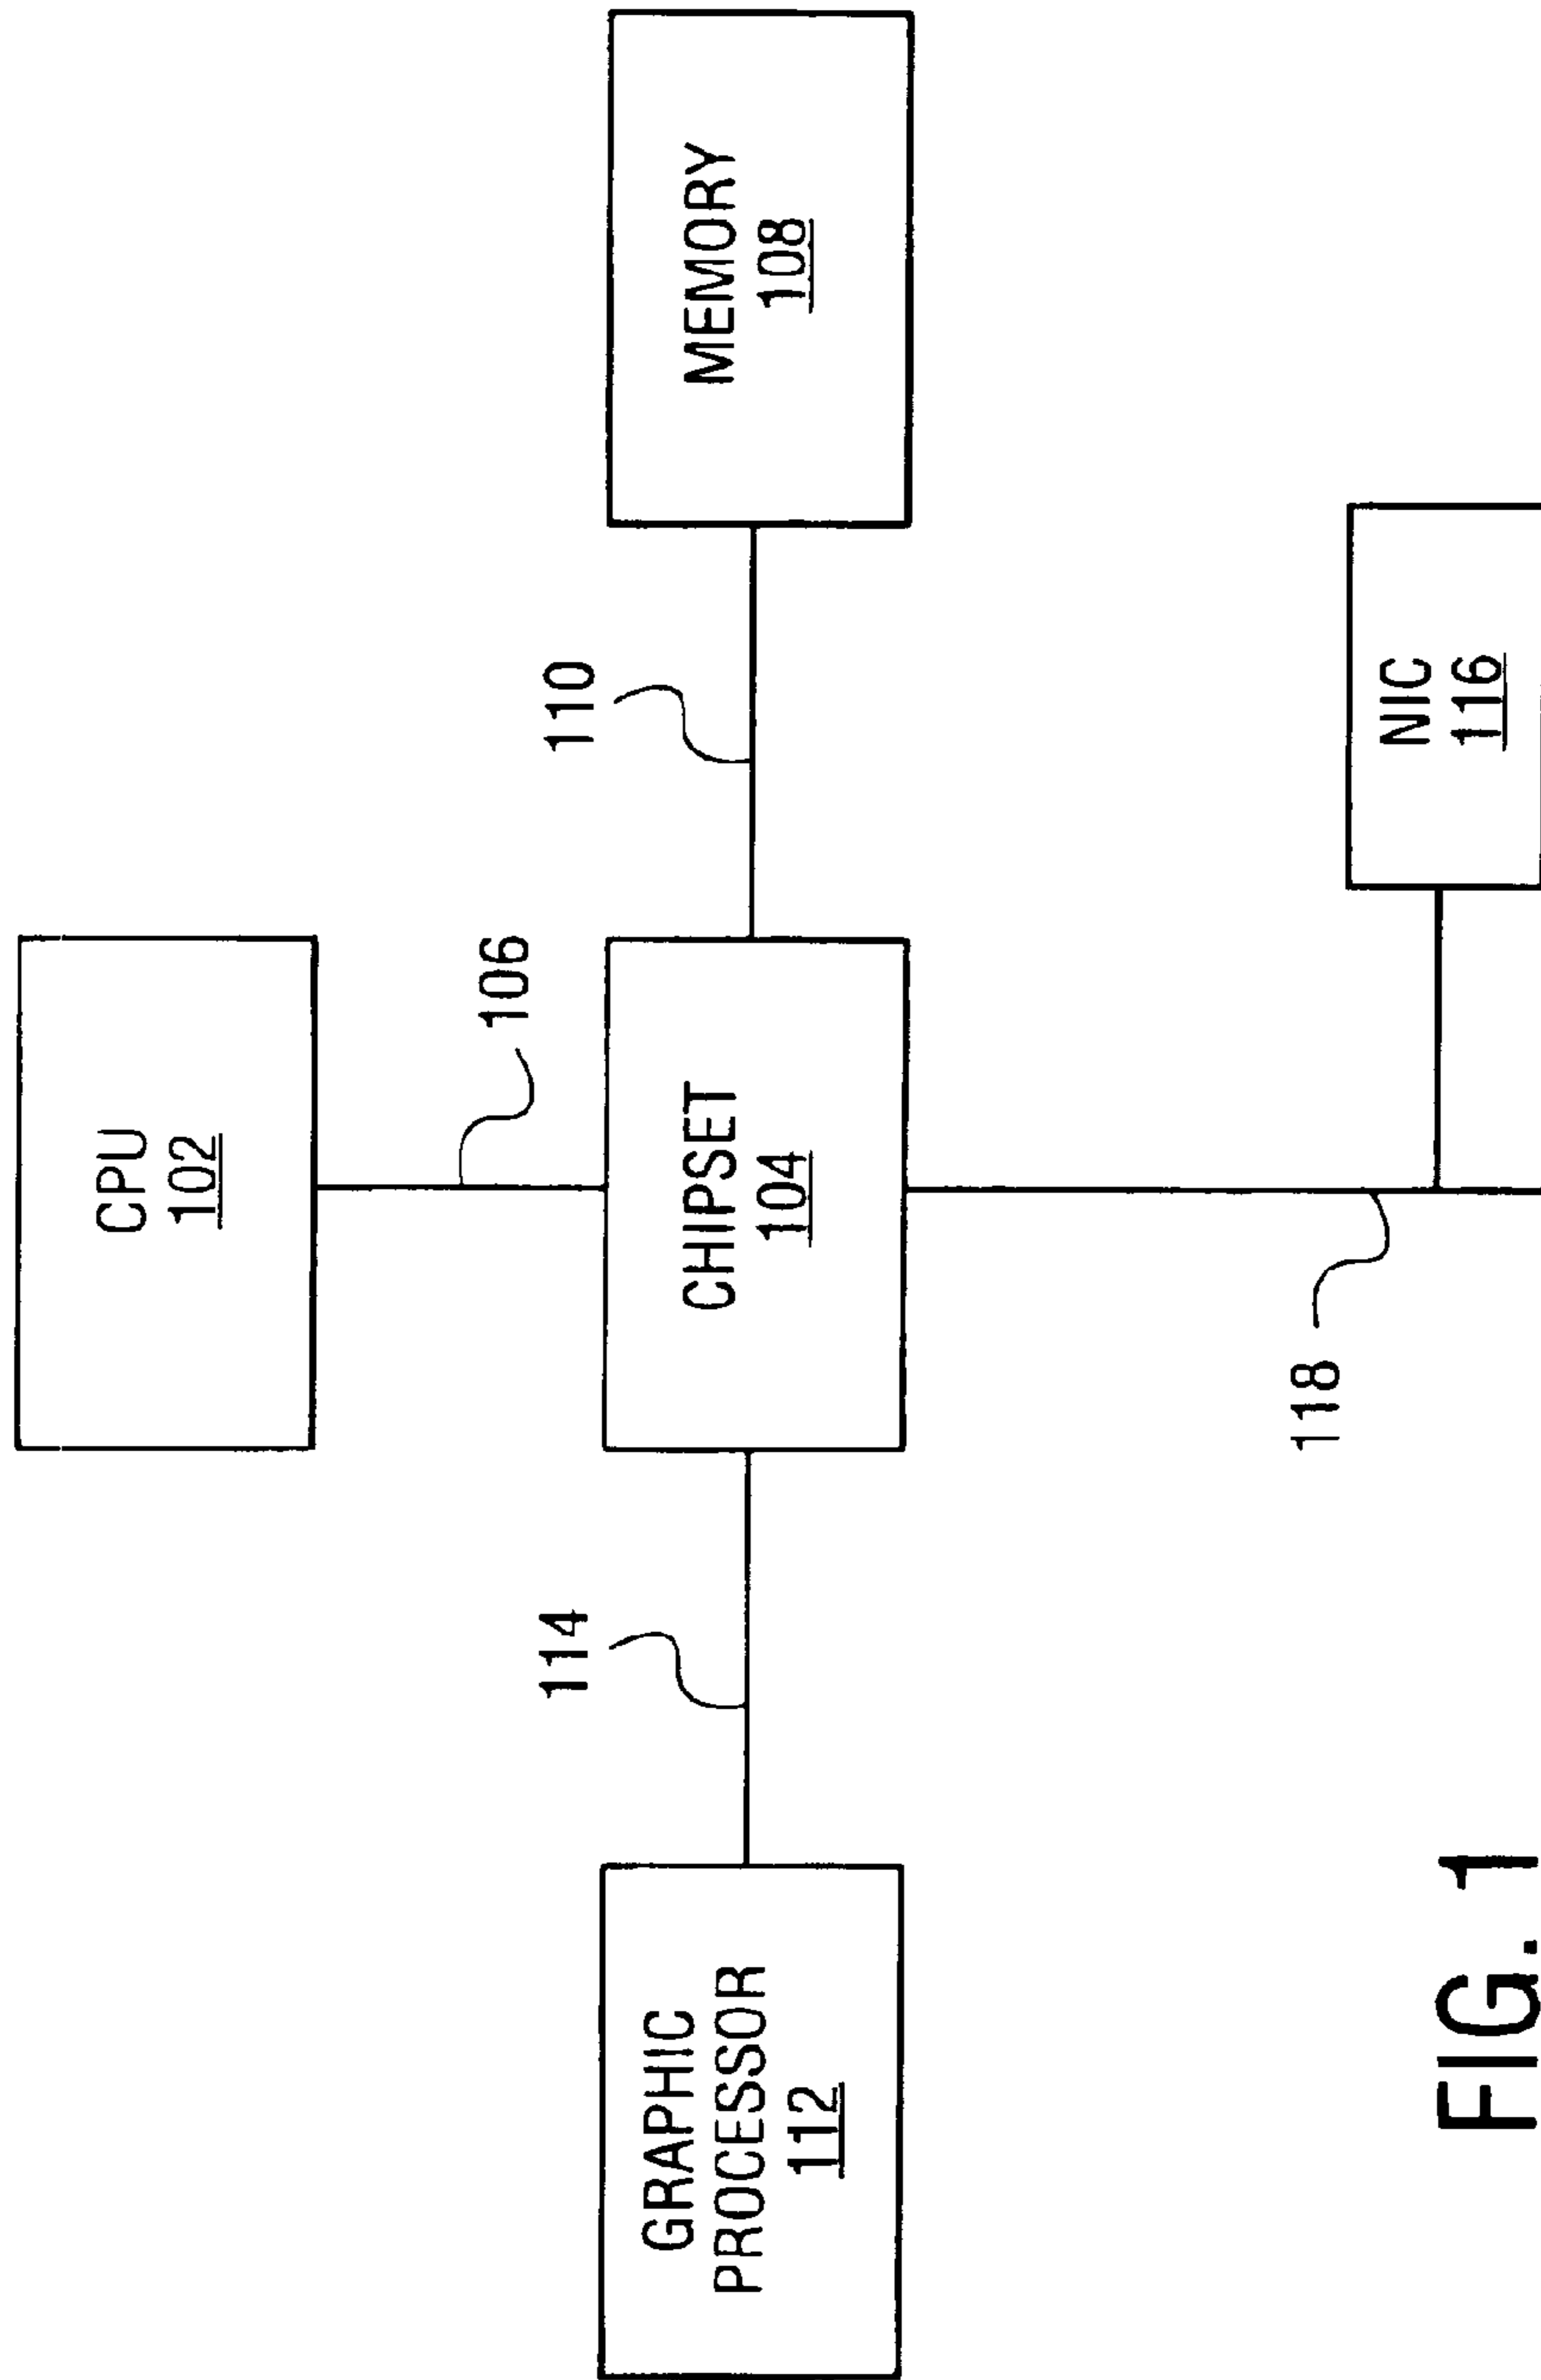 CPU
102
106
GRAPHIC
PROCESSOR
112
114
CHIPSET
104
110
MEMORY
108
118
NIC
116
FIG. 1